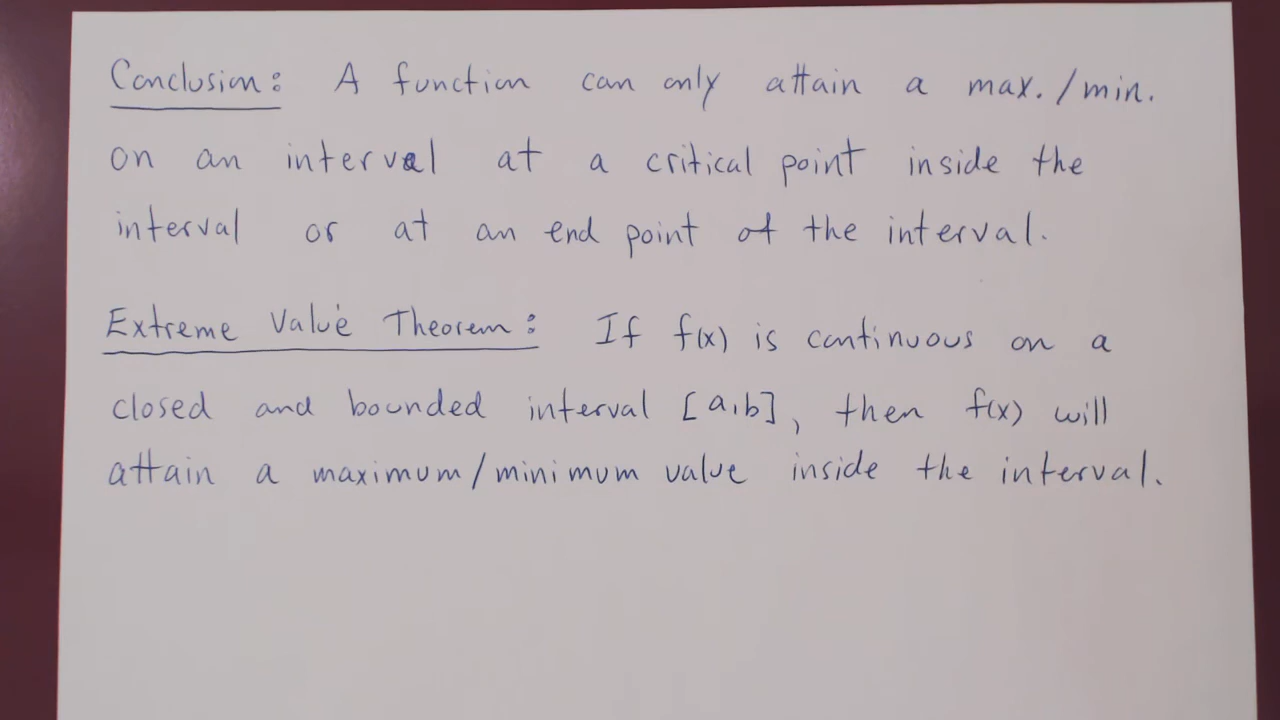 Conclusion: A function can only attain a max./min.
on an interval at a critical point inside the
interval or at an end point of the interval.
Extreme Value Theorem: If f(x) is continuous on a
closed and bounded interval [a,b], then f(x) will
attain a maximum/minimum value inside the interval.